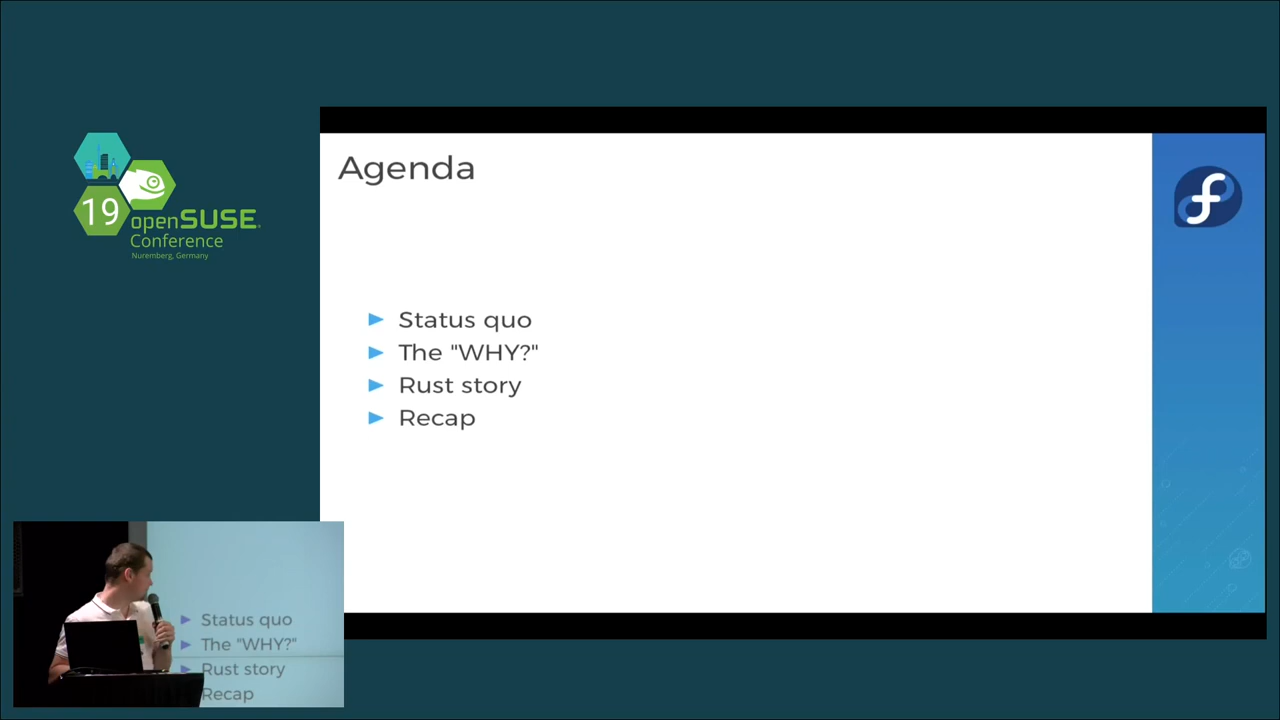 19
openSUSE
Conference
Nuremberg, Germany
Agenda
Status quo
The "WHY?"
Rust story
Recap
Status quo
The "WHY?"
Rust story
Recap